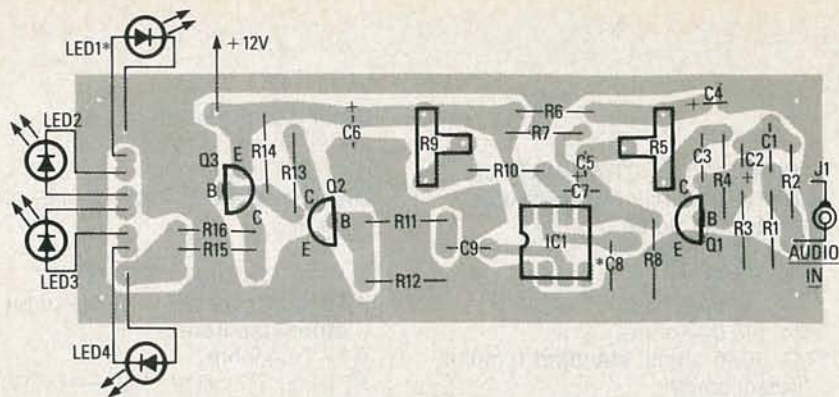 LED1*
+12V
LED2
LED3
LED4
Q3
E
B
C
R14
R13
C
Q2
B
E
R16
R15
C6
R9
R11
R12
C9
R10
R6
R7
C5
C7
IC1
*C8
R8
R5
C4
C3
R4
C
B
E
Q1
C2
C1
R2
R3
R1
J1
AUDIO
IN